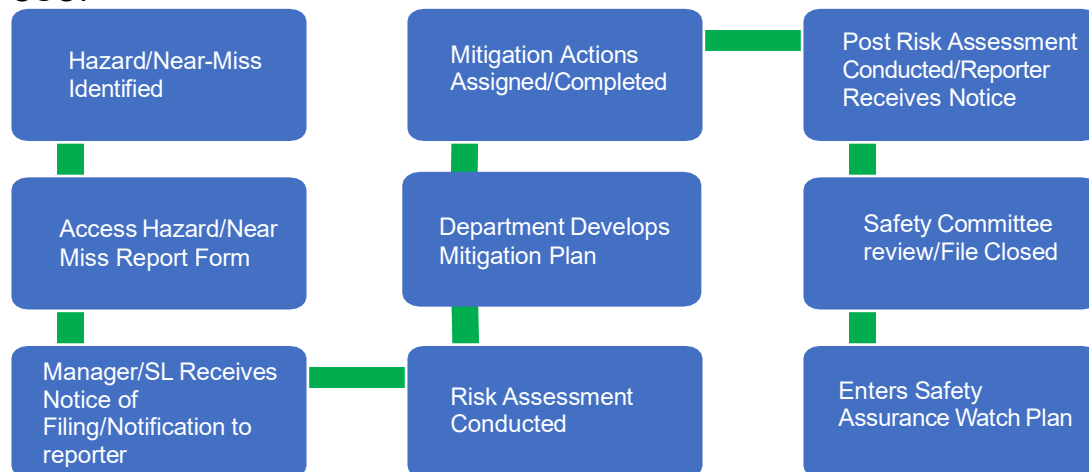 Hazard/Near-Miss
Identified
Access Hazard/Near
Miss Report Form
Manager/SL Receives
Notice of
Filing/Notification to
reporter
Risk Assessment
Conducted
Department Develops
Mitigation Plan
Mitigation Actions
Assigned/Completed
Post Risk Assessment
Conducted/Reporter
Receives Notice
Safety Committee
review/File Closed
Enters Safety
Assurance Watch Plan